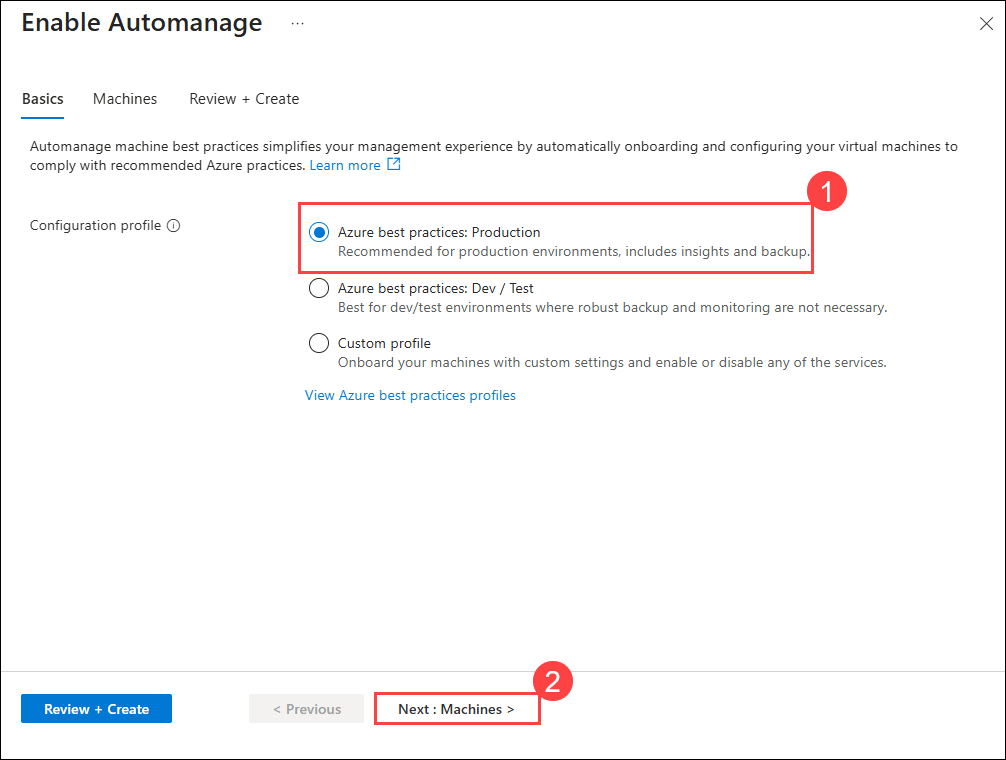 Enable Automanage ...
Basics Machines Review + Create
Automanage machine best practices simplifies your management experience by automatically onboarding and configuring your virtual machines to
comply with recommended Azure practices. Learn more
1
Configuration profile
Azure best practices: Production
Recommended for production environments, includes insights and backup.
Azure best practices: Dev / Test
Best for dev/test environments where robust backup and monitoring are not necessary.
Custom profile
Onboard your machines with custom settings and enable or disable any of the services.
View Azure best practices profiles
2
Review + Create < Previous Next : Machines >